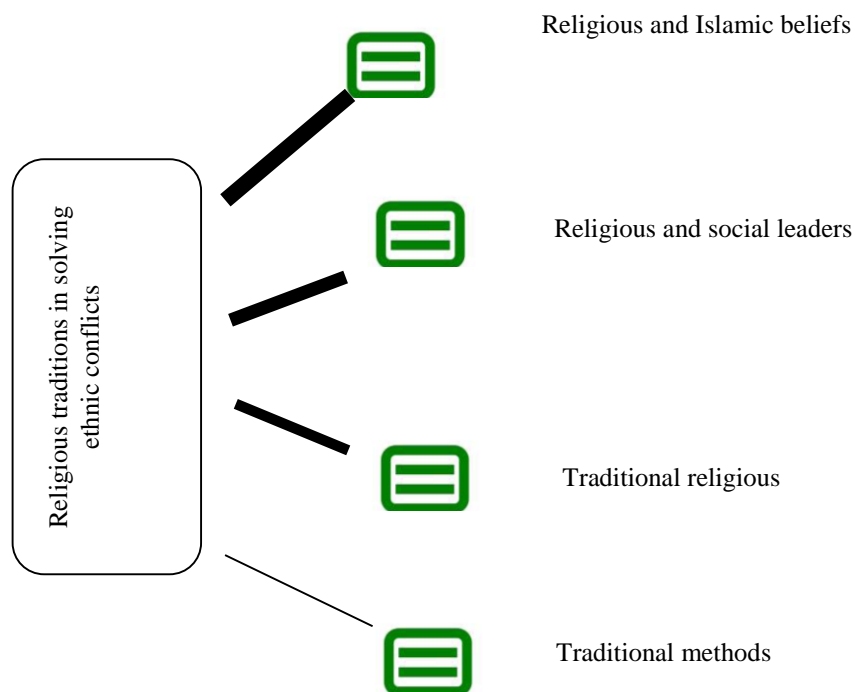 Religious traditions in solving
ethnic conflicts
Religious and Islamic beliefs
Religious and social leaders
Traditional religious
Traditional methods